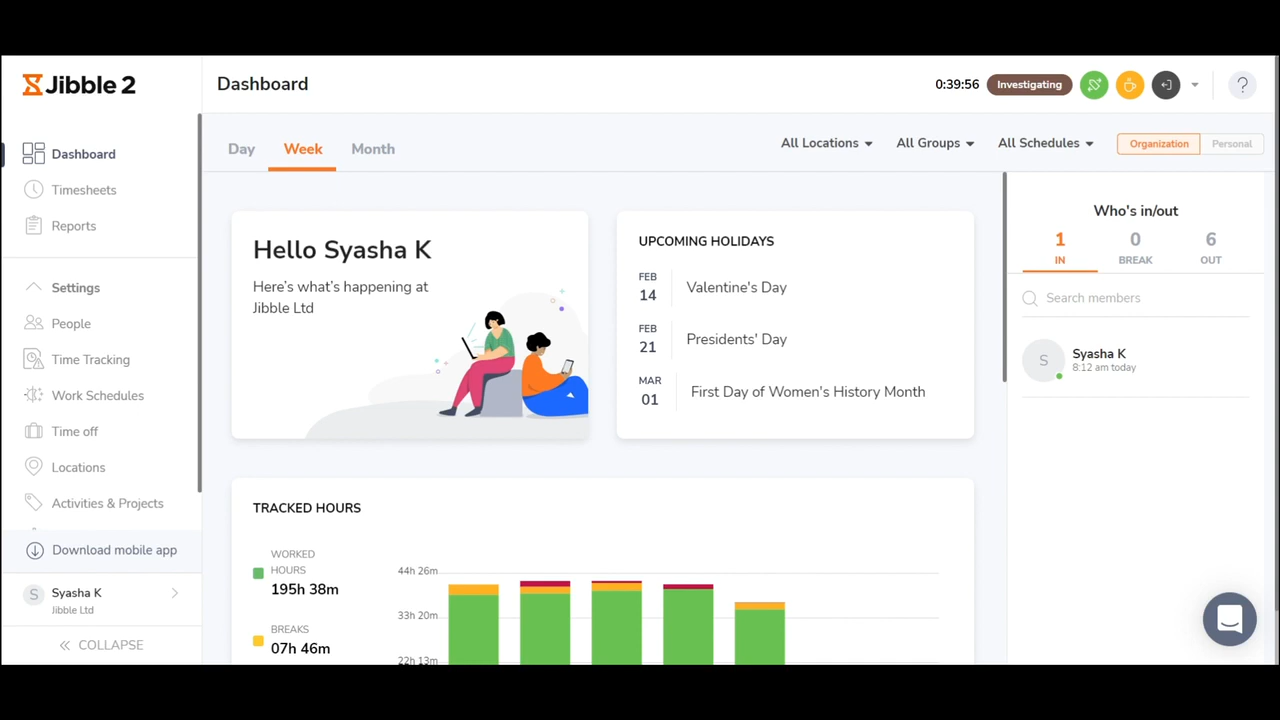 Jibble 2
Dashboard
0:39:56
Investigating
?
Dashboard
Timesheets
Reports
Settings
People
Time Tracking
Work Schedules
Time off
Locations
Activities & Projects
Download mobile app
S
Syasha K
Jibble Ltd
COLLAPSE
Day
Week
Month
All Locations
All Groups
All Schedules
Organization
Personal
Hello Syasha K
Here's what's happening at
Jibble Ltd
UPCOMING HOLIDAYS
FEB
14
Valentine's Day
FEB
21
Presidents' Day
MAR
01
First Day of Women's History Month
TRACKED HOURS
WORKED
HOURS
195h 38m
BREAKS
07h 46m
44h 26m
33h 20m
22h 13m
Who's in/out
1
IN
0
BREAK
6
OUT
Search members
S
Syasha K
8:12 am today